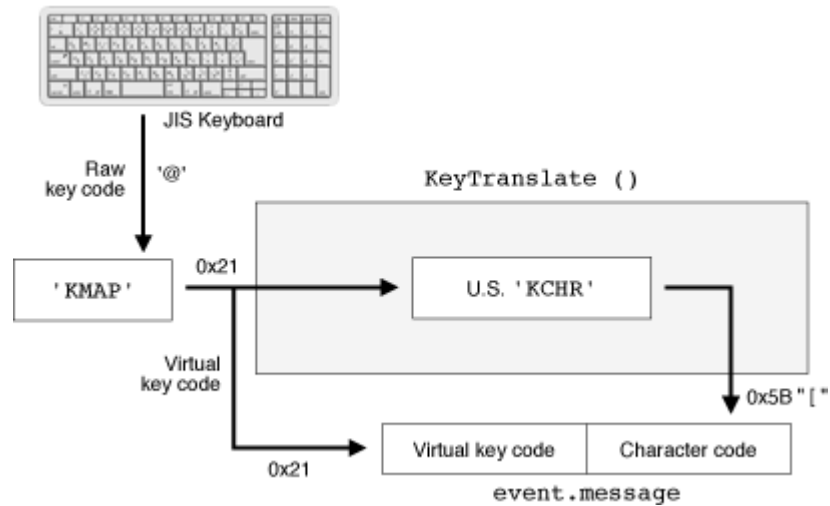 JIS Keyboard
Raw
key code
'@'
KeyTranslate ()
'KMAP'
0x21
U.S. 'KCHR'
Virtual
key code
0x5B " [ "
0x21
Virtual key code
Character code
event.message